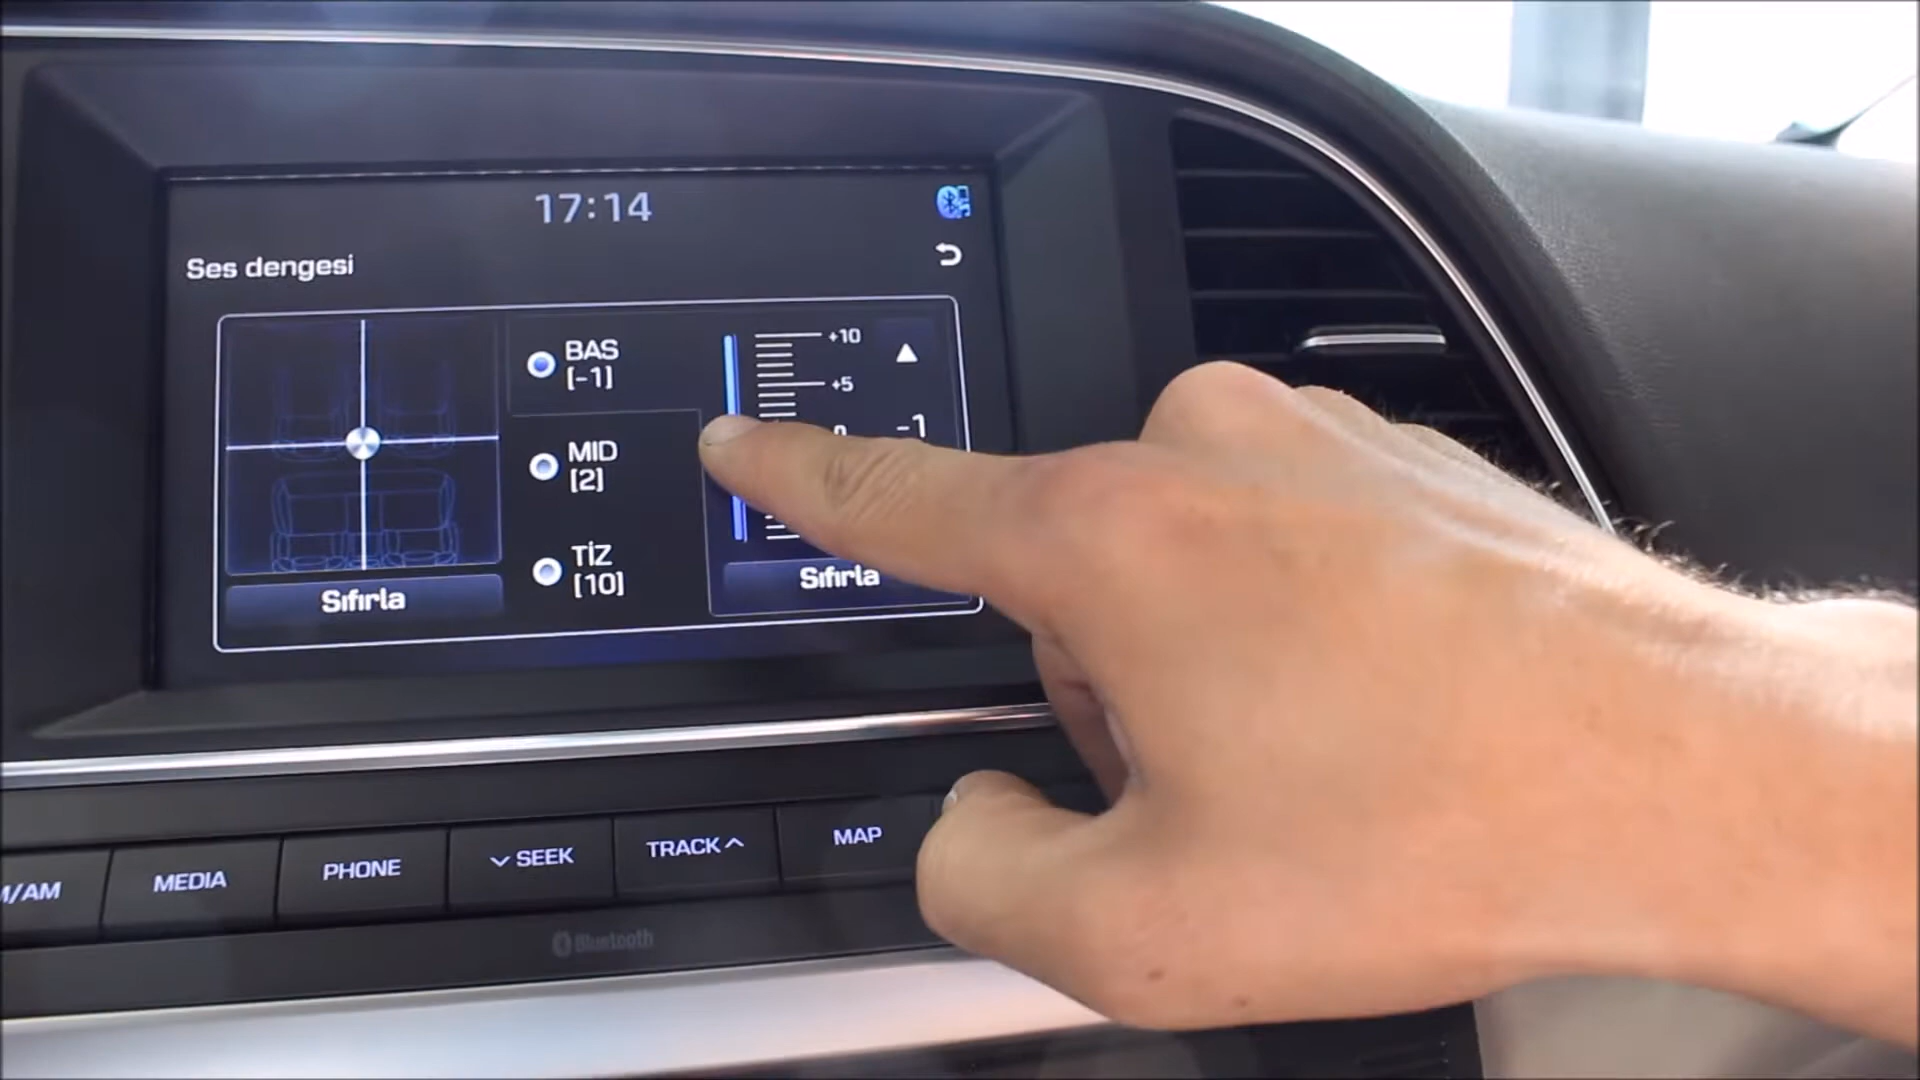 17:14
Ses dengesi
BAS
[-1]
MID
[2]
TİZ
[10]
+10
+5
0
-1
Sıfırla
Sıfırla
MEDIA
PHONE
SEEK
TRACK
MAP
Bluetooth